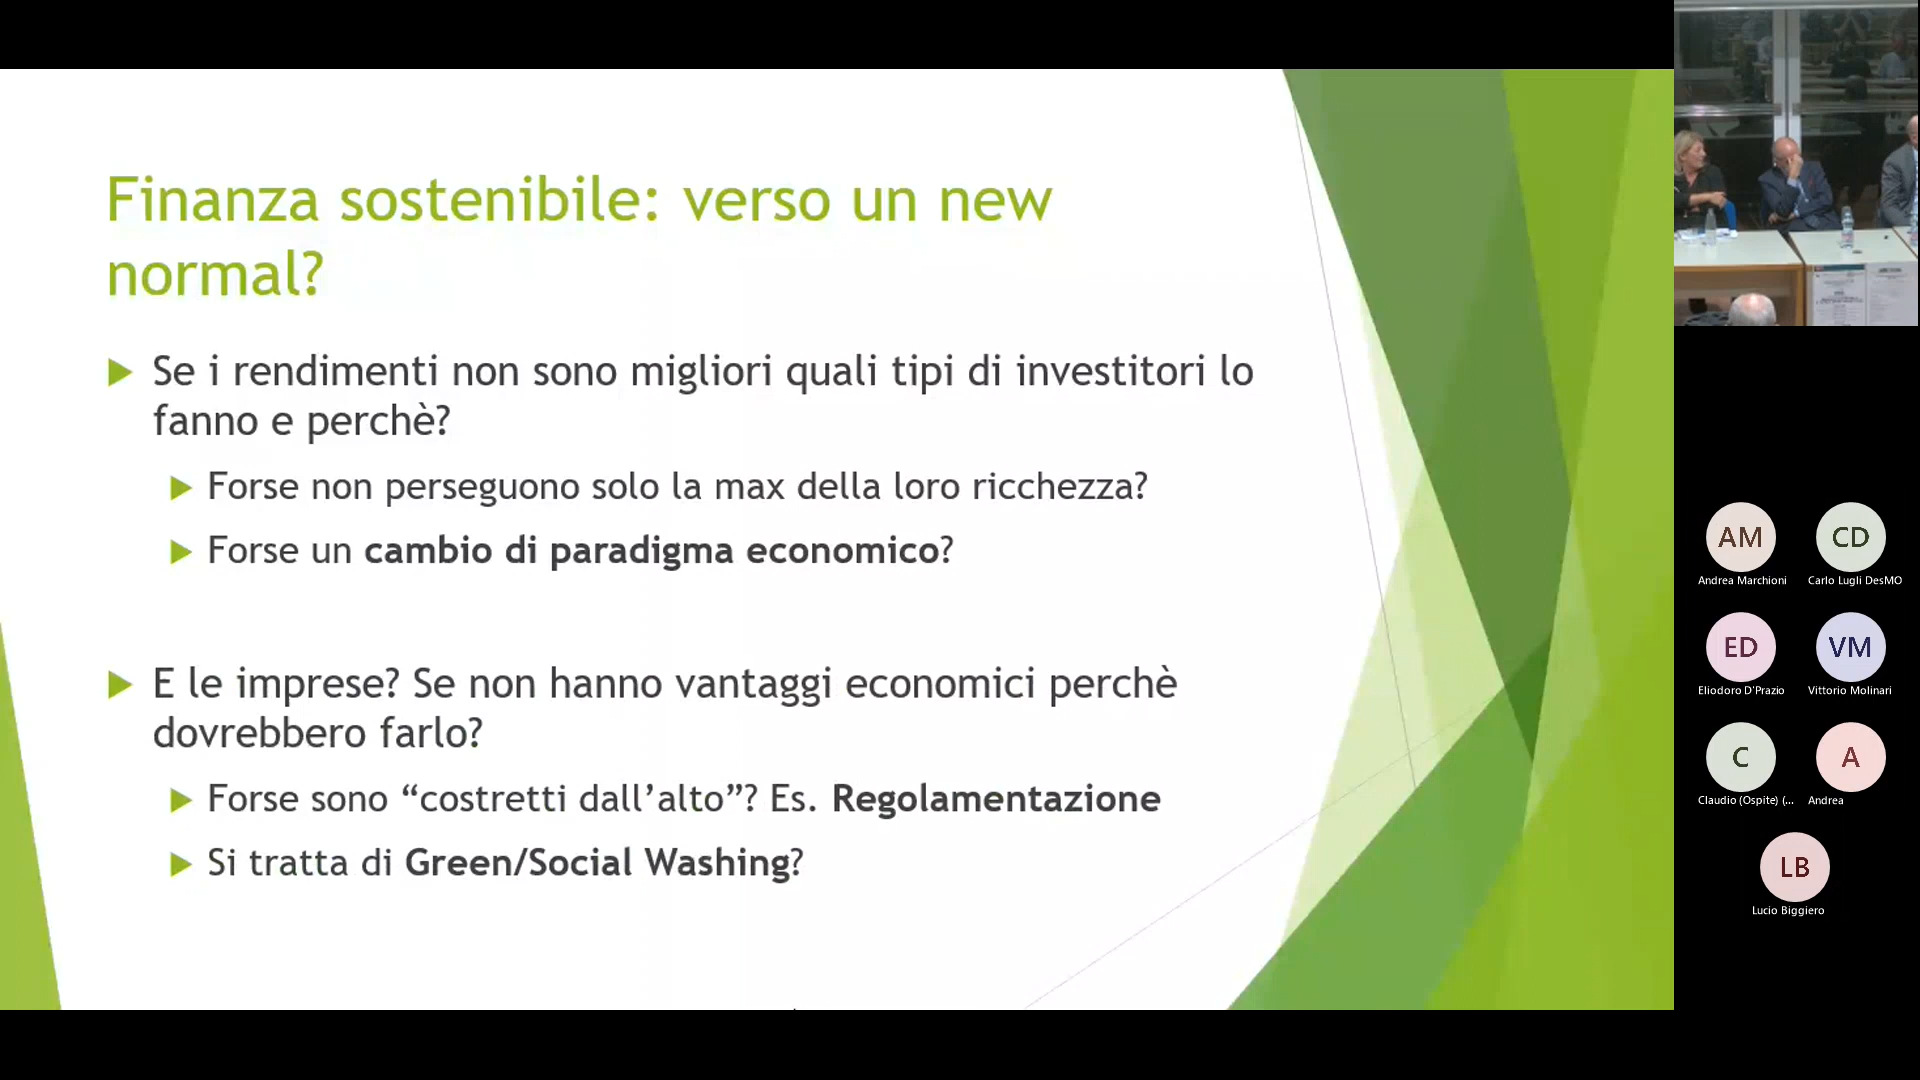 Finanza sostenibile: verso un new
normal?
Se i rendimenti non sono migliori quali tipi di investitori lo
fanno e perchè?
Forse non perseguono solo la max della loro ricchezza?
Forse un cambio di paradigma economico?
E le imprese? Se non hanno vantaggi economici perchè
dovrebbero farlo?
Forse sono “costretti dall’alto”? Es. Regolamentazione
Si tratta di Green/Social Washing?
AM
Andrea Marchioni
CD
Carlo Lugli DesMO
ED
Eliodoro D'Prazio
VM
Vittorio Molinari
C
Claudio (Ospite) (...
A
Andrea
LB
Lucio Biggiero